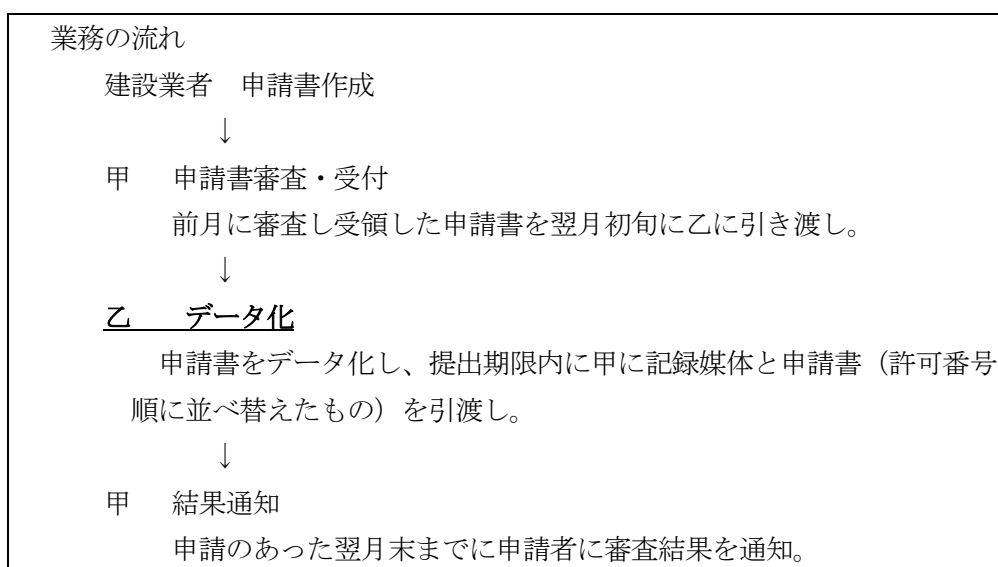 業務の流れ
建設業者　申請書作成
↓
甲　申請書審査・受付
前月に審査し受領した申請書を翌月初旬に乙に引き渡し。
↓
乙　データ化
申請書をデータ化し、提出期限内に甲に記録媒体と申請書（許可番号
順に並べ替えたもの）を引渡し。
↓
甲　結果通知
申請のあった翌月末までに申請者に審査結果を通知。